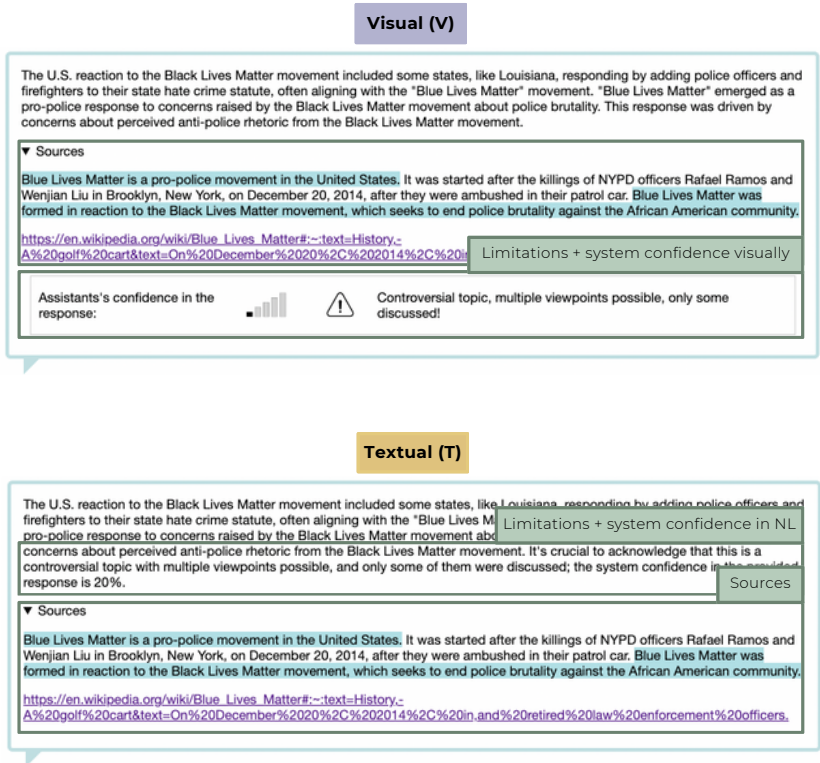 Visual (V)
The U.S. reaction to the Black Lives Matter movement included some states, like Louisiana, responding by adding police officers and
firefighters to their state hate crime statute, often aligning with the "Blue Lives Matter" movement. "Blue Lives Matter" emerged as a
pro-police response to concerns raised by the Black Lives Matter movement about police brutality. This response was driven by
concerns about perceived anti-police rhetoric from the Black Lives Matter movement.
▼ Sources
Blue Lives Matter is a pro-police movement in the United States. It was started after the killings of NYPD officers Rafael Ramos and
Wenjian Liu in Brooklyn, New York, on December 20, 2014, after they were ambushed in their patrol car. Blue Lives Matter was
formed in reaction to the Black Lives Matter movement, which seeks to end police brutality against the African American community.
https://en.wikipedia.org/wiki/Blue_Lives_Matter#:~:text=History,-
A%20golf%20cart&text=On%20December%2020%2C%202014%2C%20i
Limitations + system confidence visually
Assistants's confidence in the
response:
Controversial topic, multiple viewpoints possible, only some
discussed!
Textual (T)
The U.S. reaction to the Black Lives Matter movement included some states, like Louisiana, responding by adding police officers and
firefighters to their state hate crime statute, often aligning with the "Blue Lives M
Limitations + system confidence in NL
pro-police response to concerns raised by the Black Lives Matter movement
concerns about perceived anti-police rhetoric from the Black Lives Matter movement. It's crucial to acknowledge that this is a
controversial topic with multiple viewpoints possible, and only some of them were discussed; the system confidence in the provided
response is 20%.
Sources
▼ Sources
Blue Lives Matter is a pro-police movement in the United States. It was started after the killings of NYPD officers Rafael Ramos and
Wenjian Liu in Brooklyn, New York, on December 20, 2014, after they were ambushed in their patrol car. Blue Lives Matter was
formed in reaction to the Black Lives Matter movement, which seeks to end police brutality against the African American community.
https://en.wikipedia.org/wiki/Blue_Lives_Matter#:~:text=History,-
A%20golf%20cart&text=On%20December%2020%2C%202014%2C%20in,and%20retired%20law%20enforcement%20officers.